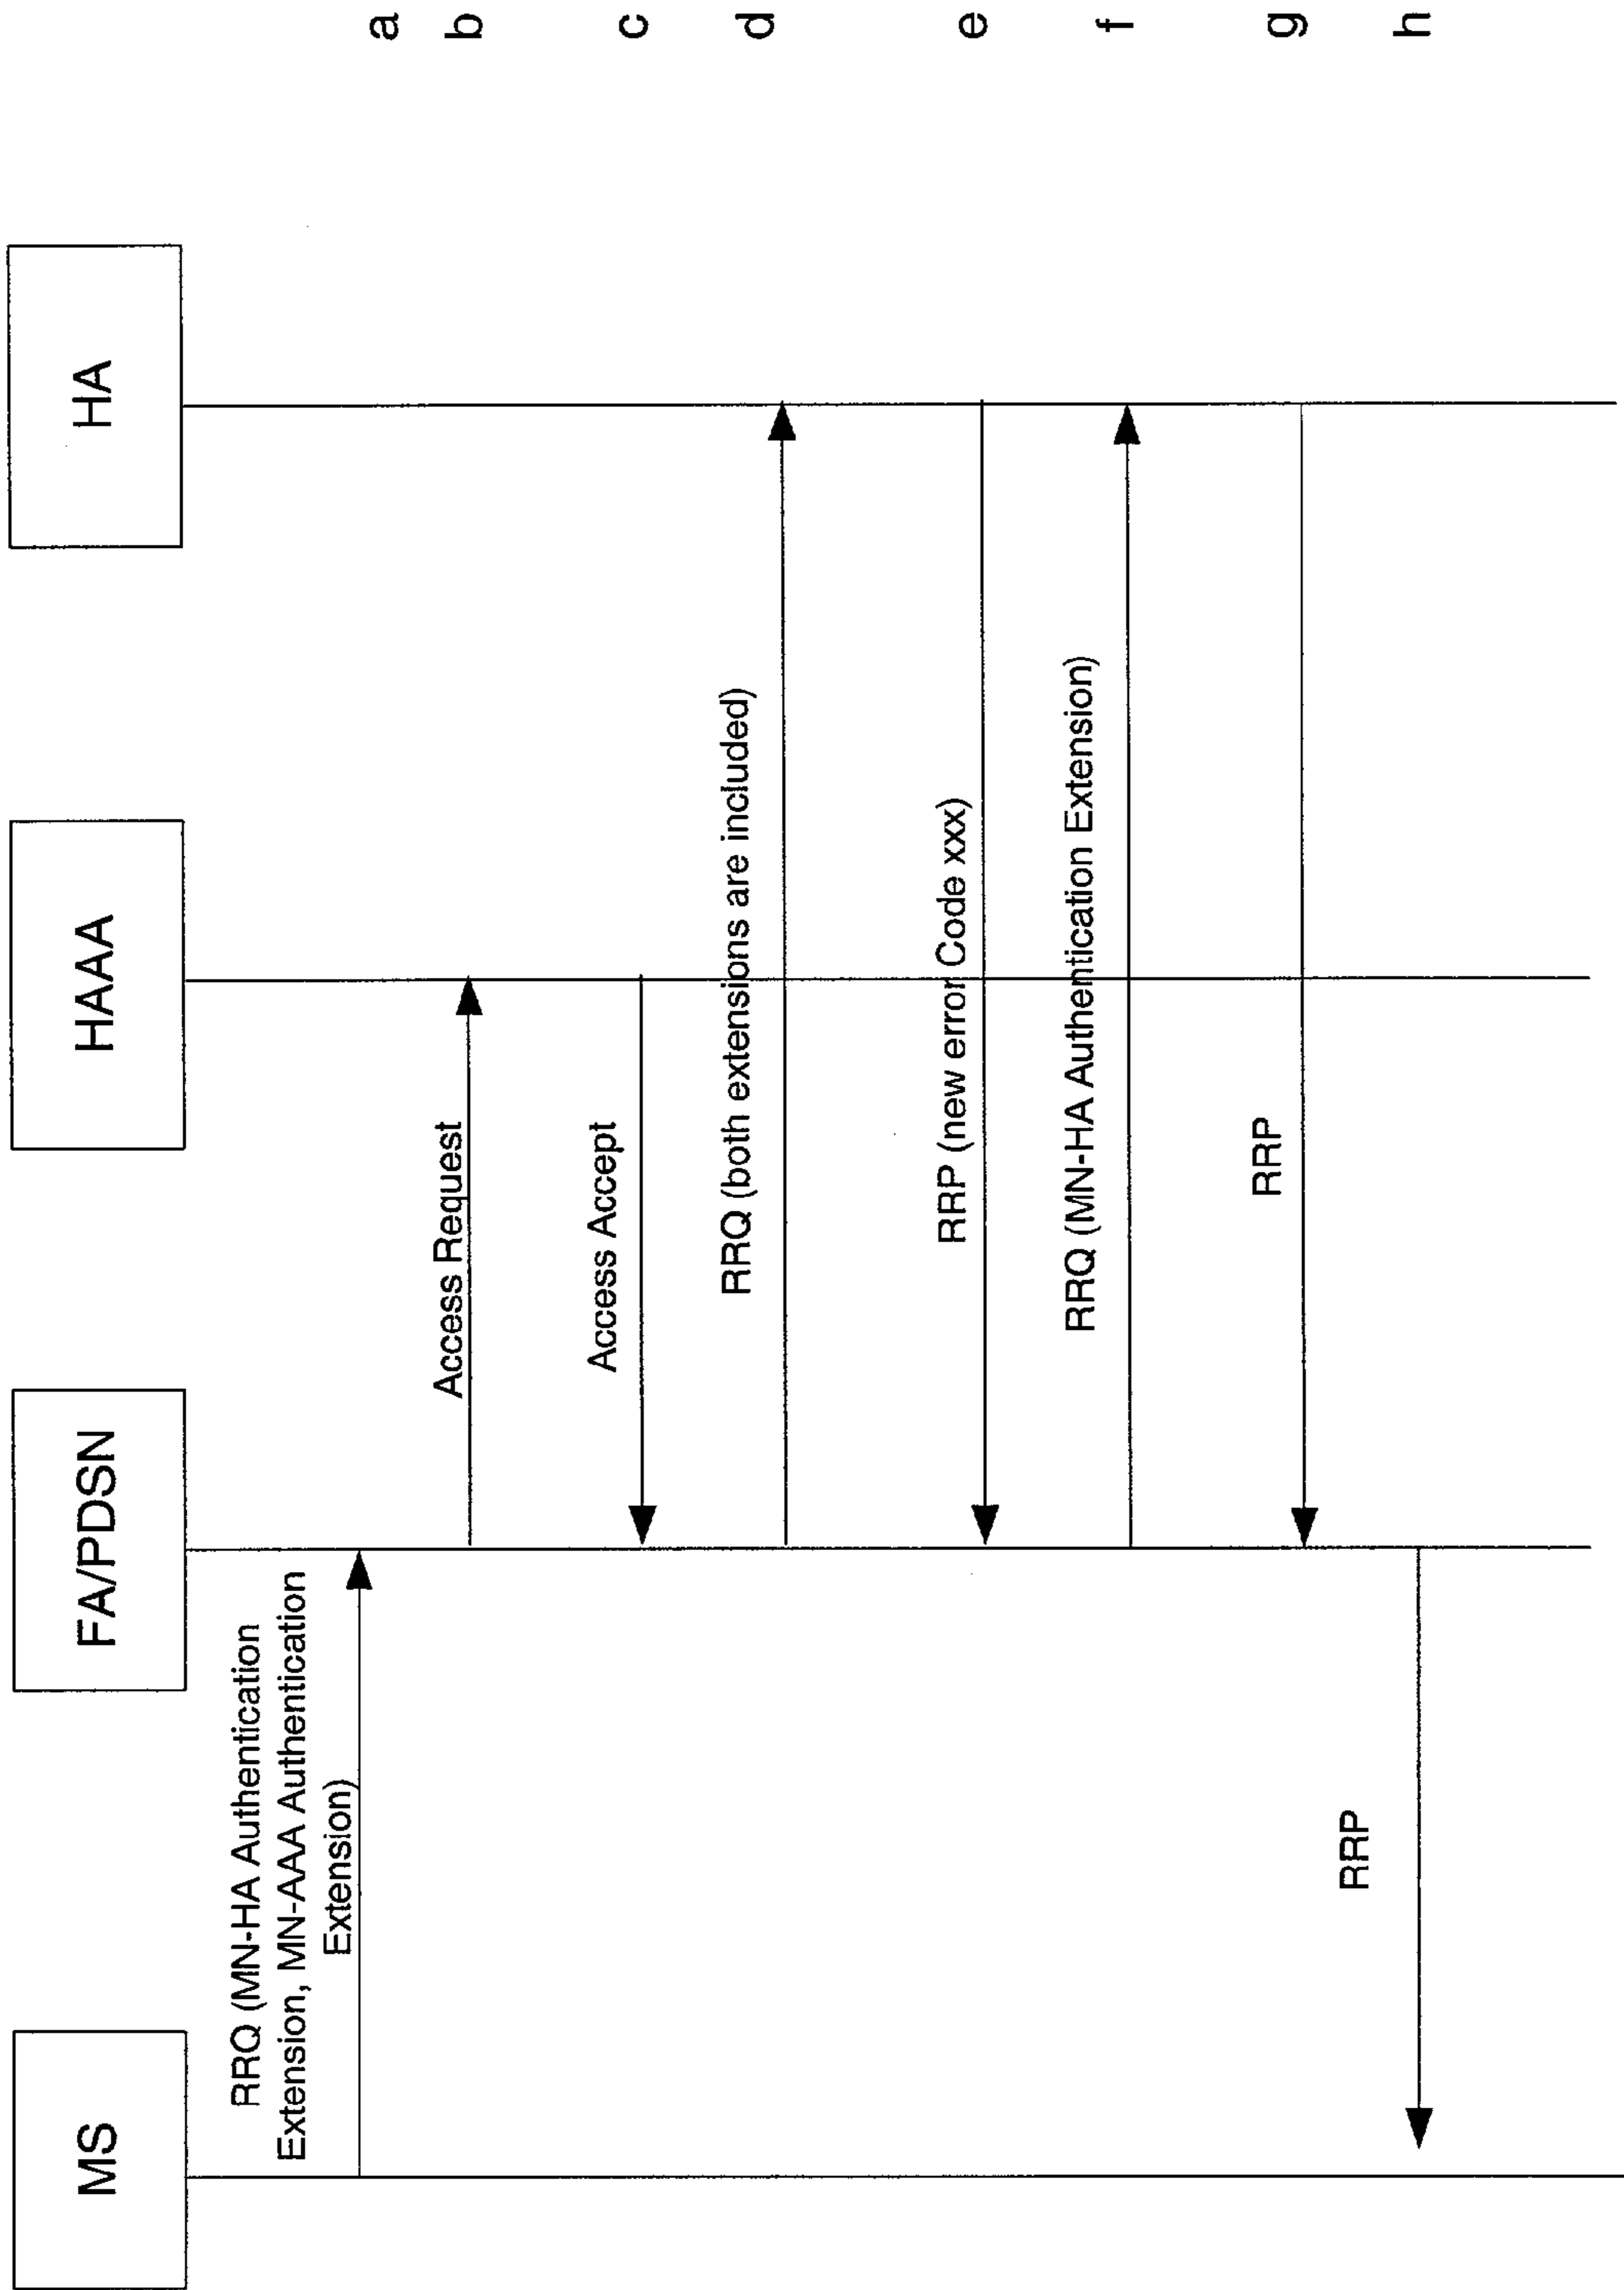 MS
FA/PDSN
HAAA
HA
RRQ (MN-HA Authentication
Extension, MN-AAA Authentication
Extension)
a
Access Request
b
Access Accept
c
RRQ (both extensions are included)
d
RRP (new error Code xxx)
e
RRQ (MN-HA Authentication Extension)
f
RRP
g
RRP
h